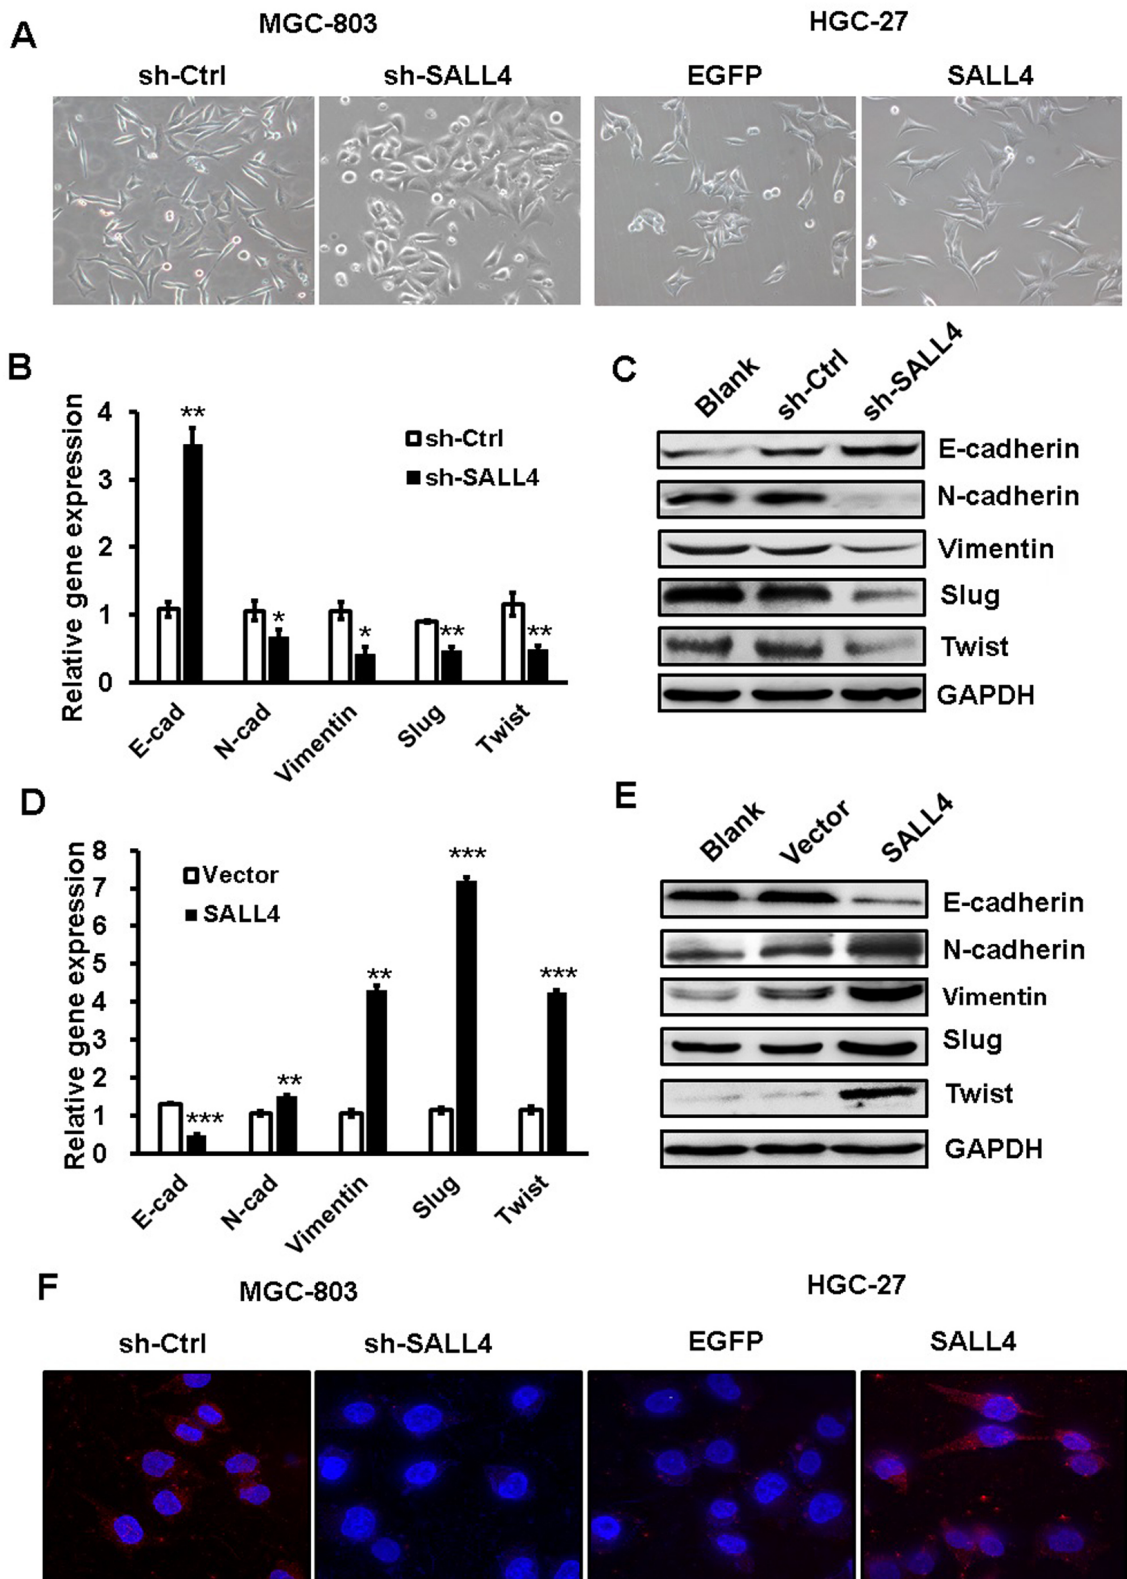 A
MGC-803
HGC-27
sh-Ctrl
sh-SALL4
EGFP
SALL4
B
Relative gene expression
4
3
2
1
0
**
*
*
**
**
sh-Ctrl
sh-SALL4
E-cad
N-cad
Vimentin
Slug
Twist
C
Blank
sh-Ctrl
sh-SALL4
E-cadherin
N-cadherin
Vimentin
Slug
Twist
GAPDH
D
Relative gene expression
8
7
6
5
4
3
2
1
0
Vector
SALL4
***
**
**
***
***
E-cad
N-cad
Vimentin
Slug
Twist
E
Blank
Vector
SALL4
E-cadherin
N-cadherin
Vimentin
Slug
Twist
GAPDH
F
MGC-803
HGC-27
sh-Ctrl
sh-SALL4
EGFP
SALL4